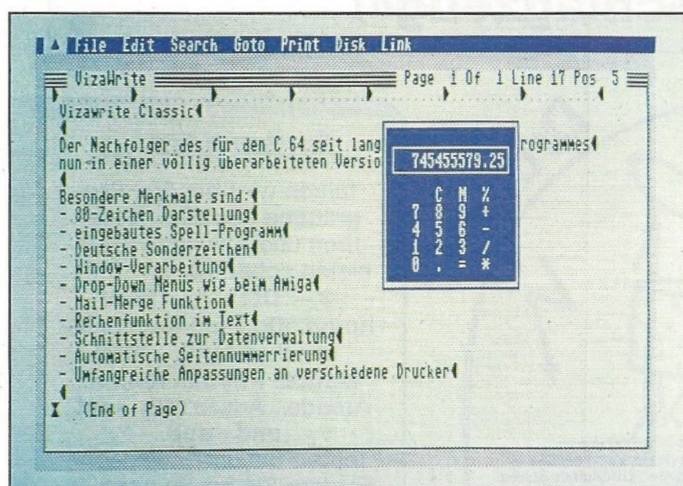 File Edit Search Goto Print Disk Link
VizaWrite Page 1 Of 1 Line 17 Pos 5
Vizawrite Classic
Der Nachfolger des für den C 64 seit lang rogrammes
nun in einer völlig überarbeiteten Versio
745455579.25
Besondere Merkmale sind:
- 80-Zeichen Darstellung
- eingebautes Spell-Programm
- Deutsche Sonderzeichen
- Window-Verarbeitung
- Drop-Down Menus wie beim Amiga
- Mail-Merge Funktion
- Rechenfunktion im Text
- Schnittstelle zur Datenverwaltung
- Automatische Seitennummerrierung
- Umfangreiche Anpassungen an verschiedene Drucker
(End of Page)
C M %
7 8 9 +
4 5 6 -
1 2 3 /
0 . = *